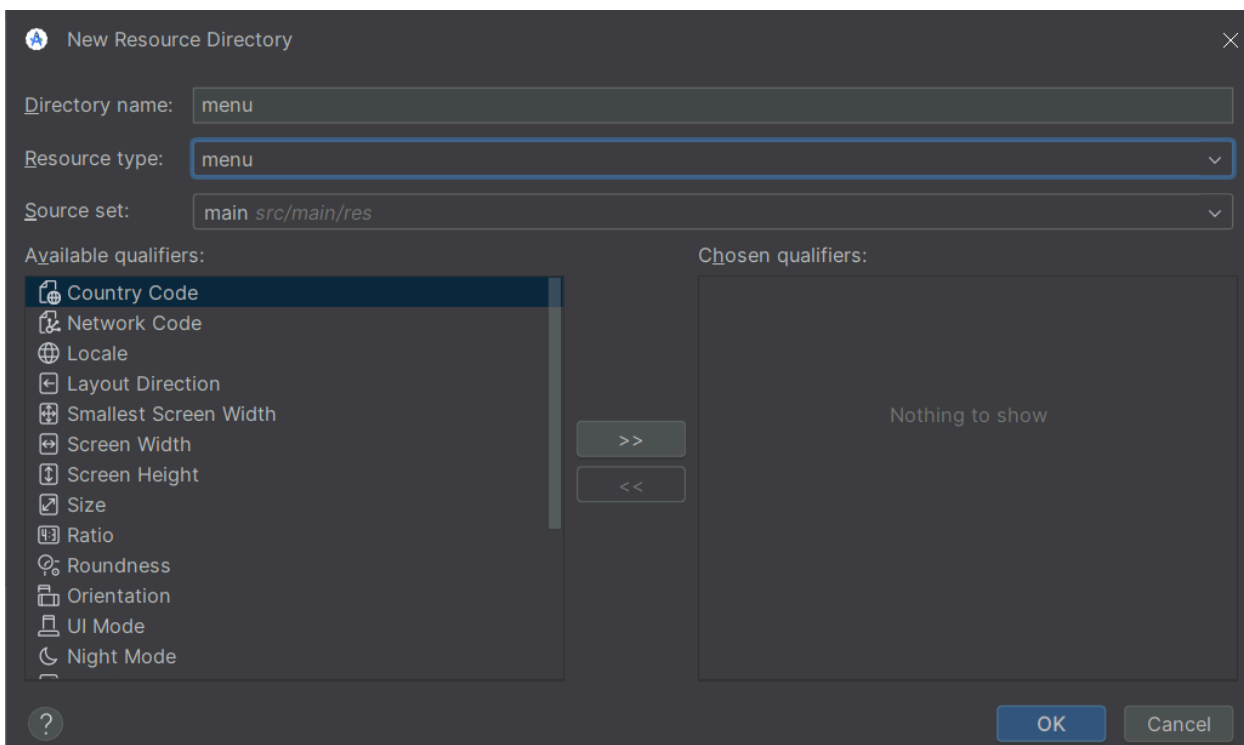 New Resource Directory
Directory name: menu
Resource type: menu
Source set: main src/main/res
Available qualifiers:
Country Code
Network Code
Locale
Layout Direction
Smallest Screen Width
Screen Width
Screen Height
Size
4:3 Ratio
Roundness
Orientation
UI Mode
Night Mode
>>
<<
Chosen qualifiers:
Nothing to show
?
OK
Cancel